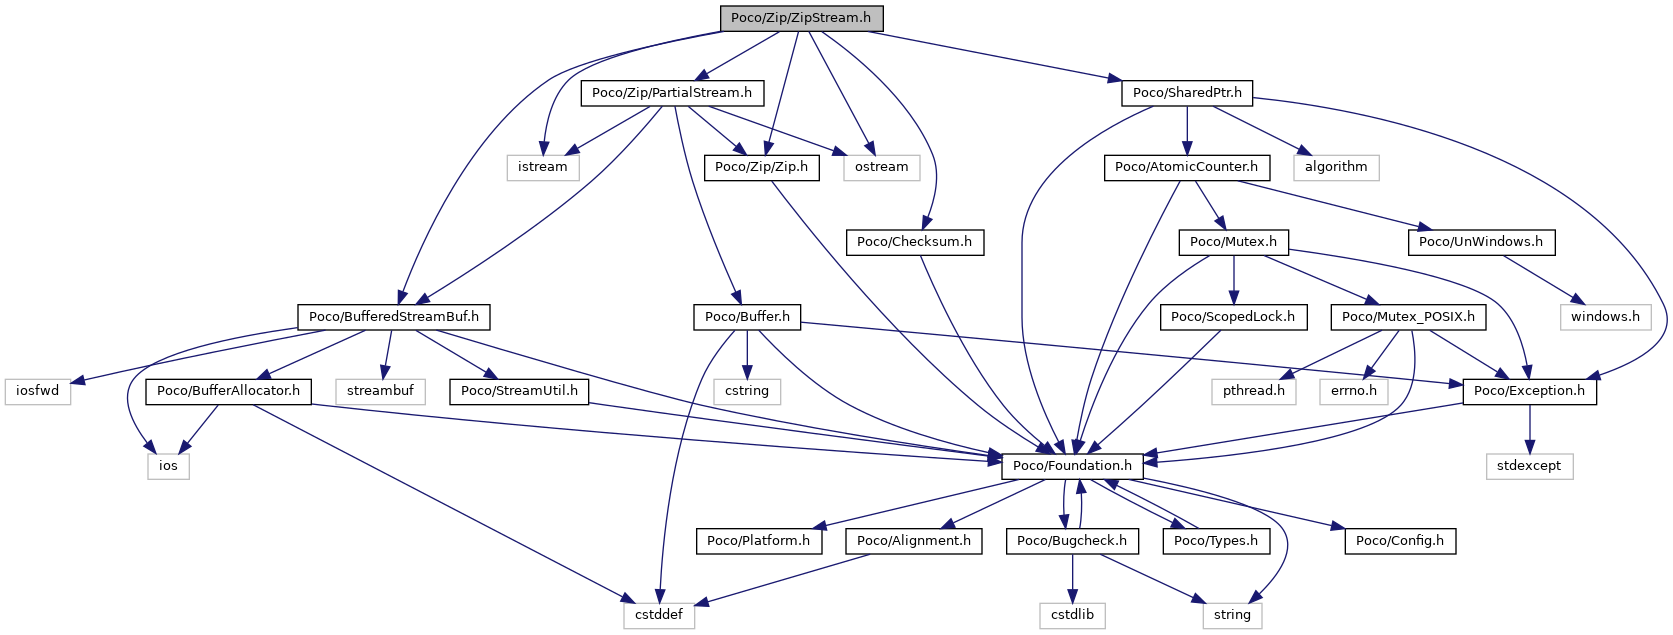 Poco/Zip/ZipStream.h
Poco/Zip/PartialStream.h
Poco/SharedPtr.h
istream
Poco/Zip/Zip.h
ostream
Poco/AtomicCounter.h
algorithm
Poco/Checksum.h
Poco/Mutex.h
Poco/UnWindows.h
Poco/BufferedStreamBuf.h
Poco/Buffer.h
Poco/ScopedLock.h
Poco/Mutex_POSIX.h
windows.h
iosfwd
Poco/BufferAllocator.h
streambuf
Poco/StreamUtil.h
cstring
pthread.h
errno.h
Poco/Exception.h
ios
Poco/Foundation.h
stdexcept
Poco/Platform.h
Poco/Alignment.h
Poco/Bugcheck.h
Poco/Types.h
Poco/Config.h
cstddef
cstdlib
string